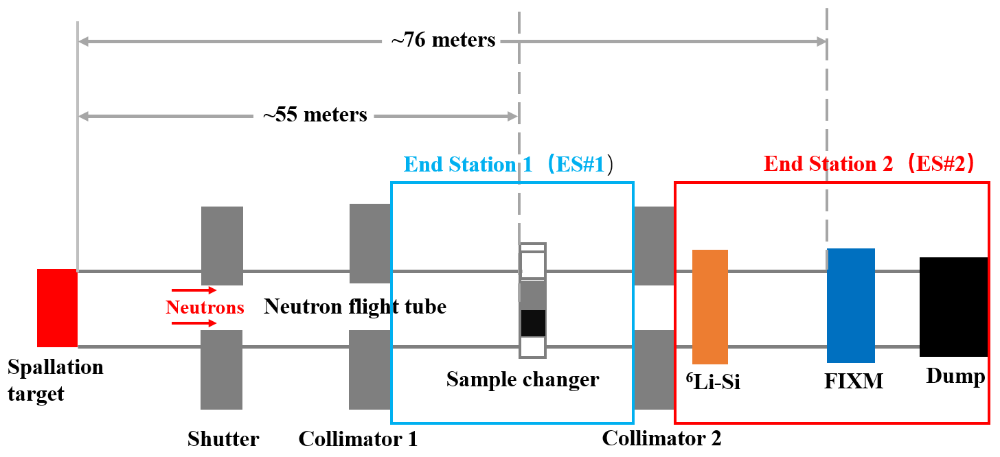 ~76 meters
~55 meters
End Station 1（ES#1）
End Station 2（ES#2）
Neutrons
Neutron flight tube
Spallation
target
Sample changer
⁶Li-Si
FIXM
Dump
Shutter
Collimator 1
Collimator 2